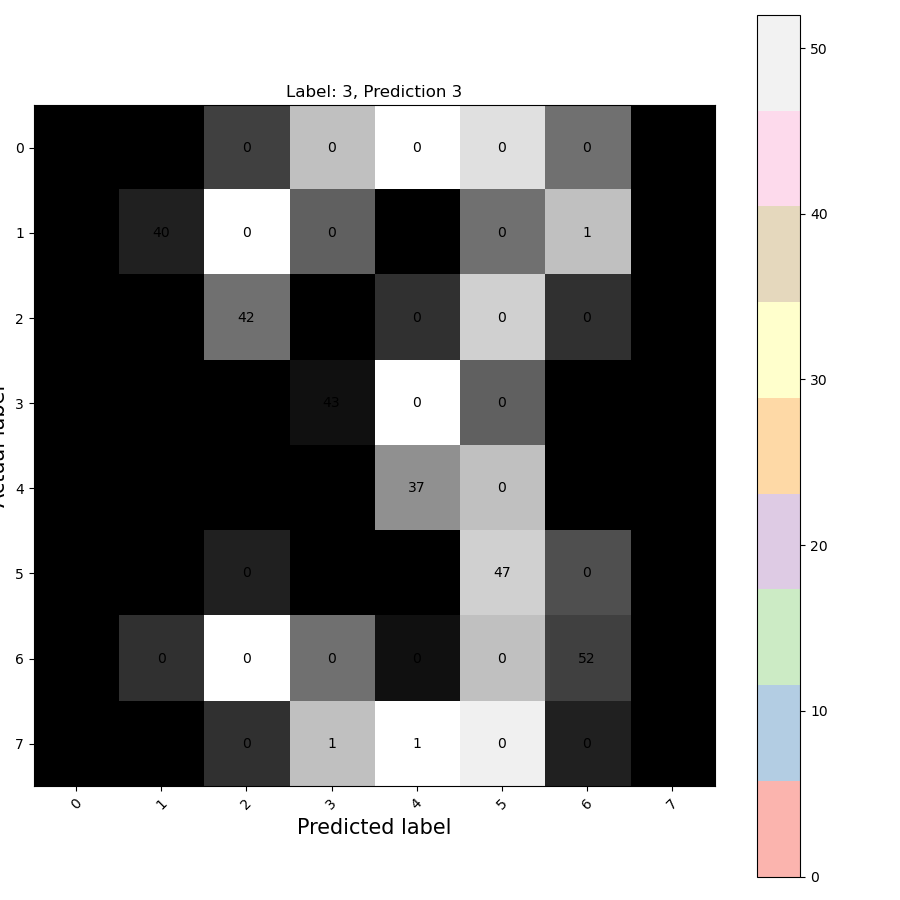 Label: 3, Prediction 3
0 0 0 0 0 0
1 40 0 0 0 1
2 42 0 0 0
3 43 0 0
4 37 0
5 0 47 0
6 0 0 0 0 0 52
7 0 1 1 0 0
0 1 2 3 4 5 6 7
Predicted label
Actual label
50
40
30
20
10
0